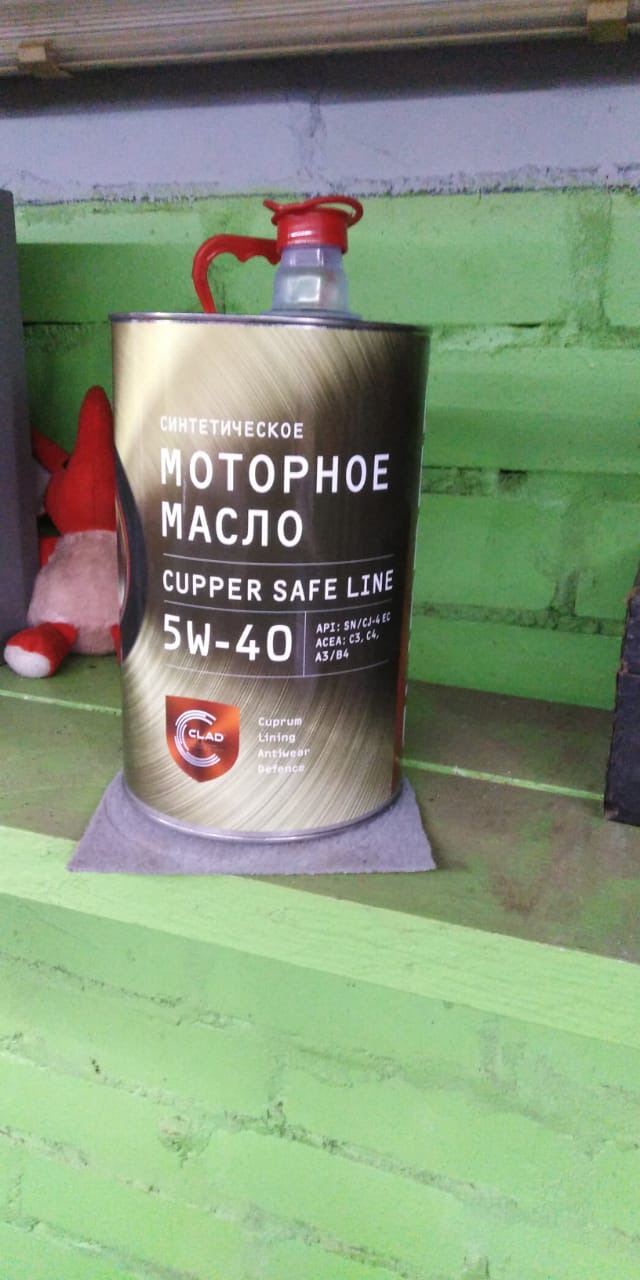 СИНТЕТИЧЕСКОЕ
МОТОРНОЕ
МАСЛО
CUPPER SAFE LINE
5W-40
API: SN/CJ-4 EC
ACEA: C3, C4,
A3/B4
CLAD
Cuprum
Lining
Antiwear
Defence